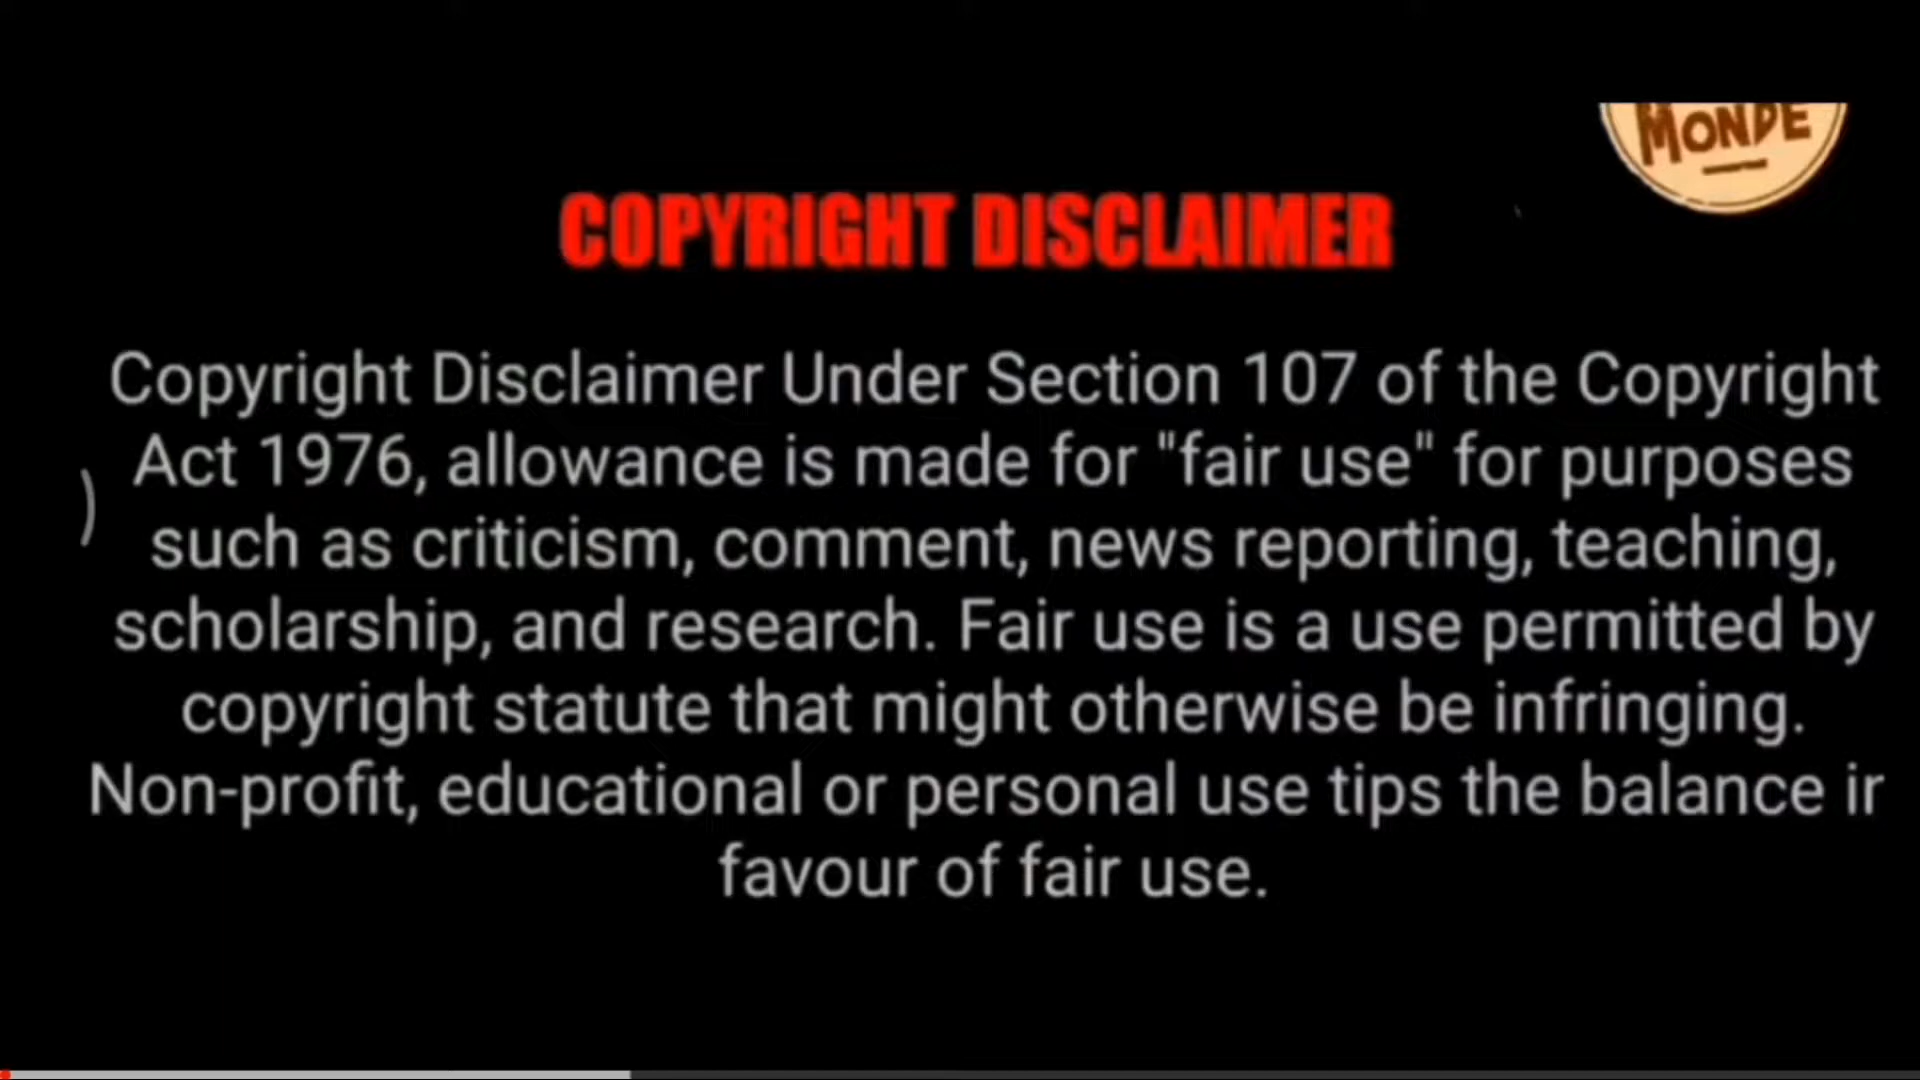 MONDE
COPYRIGHT DISCLAIMER
Copyright Disclaimer Under Section 107 of the Copyright
Act 1976, allowance is made for "fair use" for purposes
) such as criticism, comment, news reporting, teaching,
scholarship, and research. Fair use is a use permitted by
copyright statute that might otherwise be infringing.
Non-profit, educational or personal use tips the balance ir
favour of fair use.